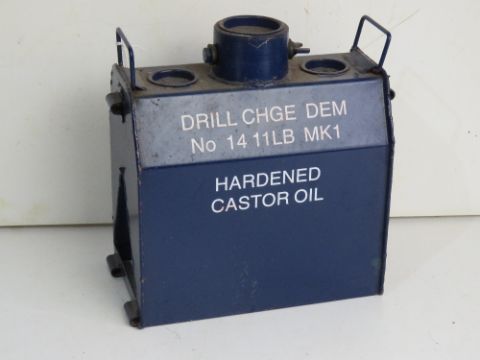 DRILL CHGE DEM
No 14 11LB MK1
HARDENED
CASTOR OIL